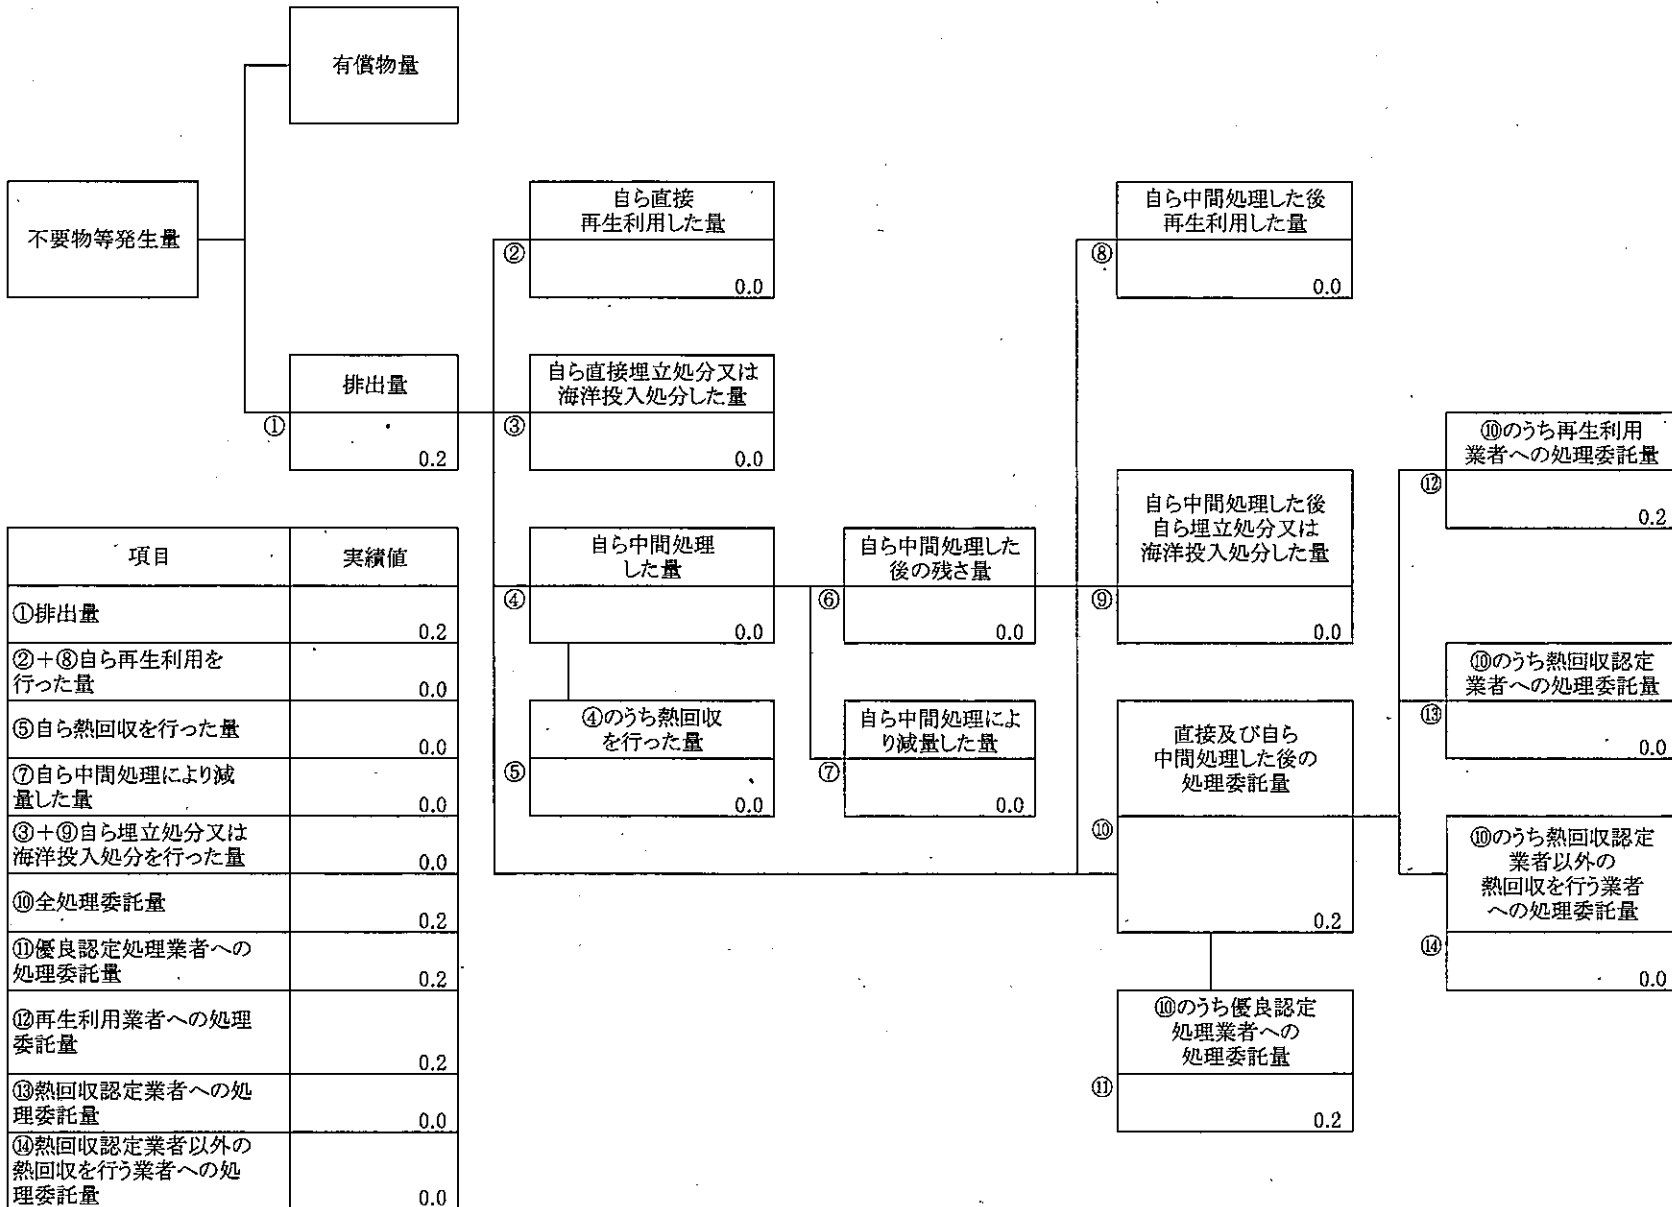 有償物量
不要物等発生量
自ら直接
再生利用した量
②
0.0
自ら中間処理した後
再生利用した量
⑧
0.0
排出量
①
0.2
自ら直接埋立処分又は
海洋投入処分した量
③
0.0
⑩のうち再生利用
業者への処理委託量
⑫
0.2
自ら中間処理
した量
④
0.0
自ら中間処理した
後の残さ量
⑥
0.0
自ら中間処理した後
自ら埋立処分又は
海洋投入処分した量
⑨
0.0
④のうち熱回収
を行った量
⑤
0.0
自ら中間処理によ
り減量した量
⑦
0.0
直接及び自ら
中間処理した後の
処理委託量
⑩
0.2
⑩のうち熱回収認定
業者への処理委託量
⑬
0.0
⑩のうち熱回収認定
業者以外の
熱回収を行う業者
への処理委託量
⑭
0.0
⑩のうち優良認定
処理業者への
処理委託量
⑪
0.2
項目 実績値
①排出量
0.2
②+⑧自ら再生利用を
行った量
0.0
⑤自ら熱回収を行った量
0.0
⑦自ら中間処理により減
量した量
0.0
③+⑨自ら埋立処分又は
海洋投入処分を行った量
0.0
⑩全処理委託量
0.2
⑪優良認定処理業者への
処理委託量
0.2
⑫再生利用業者への処理
委託量
0.2
⑬熱回収認定業者への処
理委託量
0.0
⑭熱回収認定業者以外の
熱回収を行う業者への処
理委託量
0.0